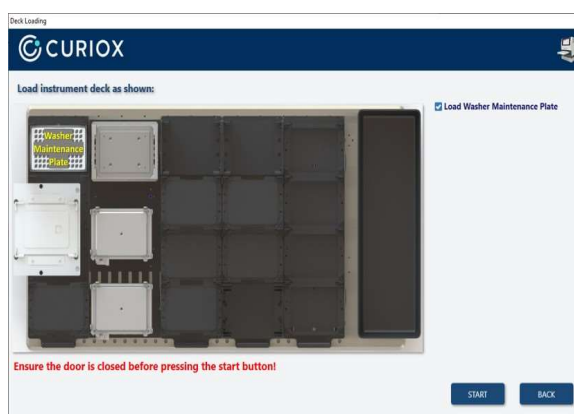 Deck Loading
CURIOX
Load instrument deck as shown:
Load Washer Maintenance Plate
Washer
Maintenance
Plate
Ensure the door is closed before pressing the start button!
START
BACK